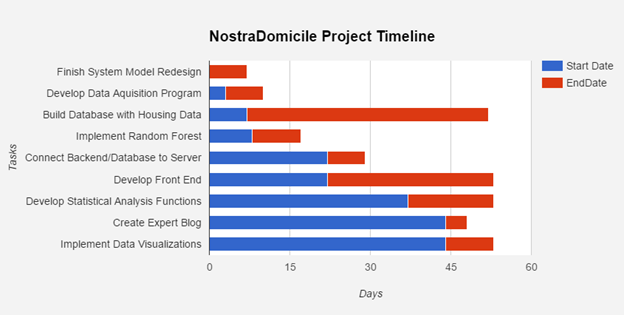 NostraDomicile Project Timeline
Start Date
EndDate
Tasks
Finish System Model Redesign
Develop Data Aquisition Program
Build Database with Housing Data
Implement Random Forest
Connect Backend/Database to Server
Develop Front End
Develop Statistical Analysis Functions
Create Expert Blog
Implement Data Visualizations
0 15 30 45 60
Days